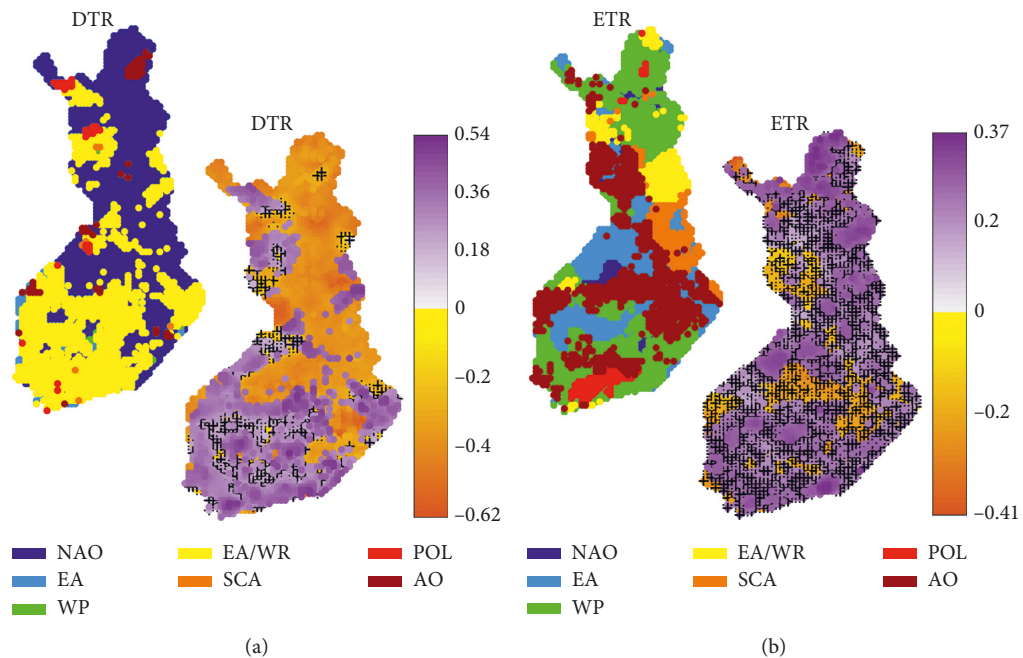 DTR
DTR
0.54
0.36
0.18
0
−0.2
−0.4
−0.62
NAO
EA/WR
POL
EA
SCA
AO
WP
(a)
ETR
ETR
0.37
0.2
0
−0.2
−0.41
NAO
EA/WR
POL
EA
SCA
AO
WP
(b)